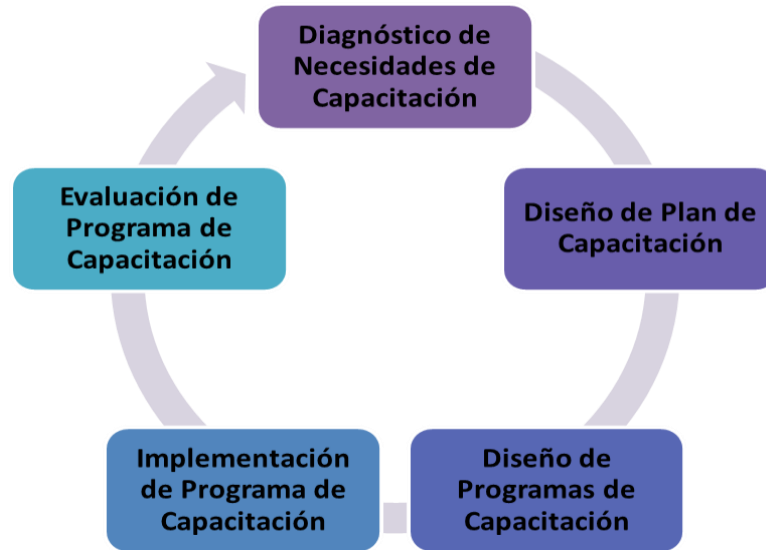 Diagnóstico de
Necesidades de
Capacitación
Diseño de Plan de
Capacitación
Diseño de
Programas de
Capacitación
Implementación
de Programa de
Capacitación
Evaluación de
Programa de
Capacitación